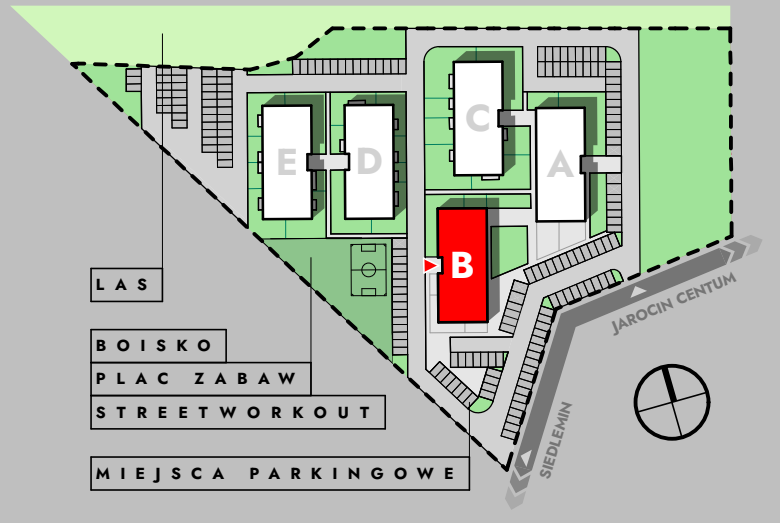 C
E
D
A
B
LAS
BOISKO
PLAC ZABAW
STREETWORKOUT
MIEJSCA PARKINGOWE
JAROCIN CENTUM
SIEDLEMIN